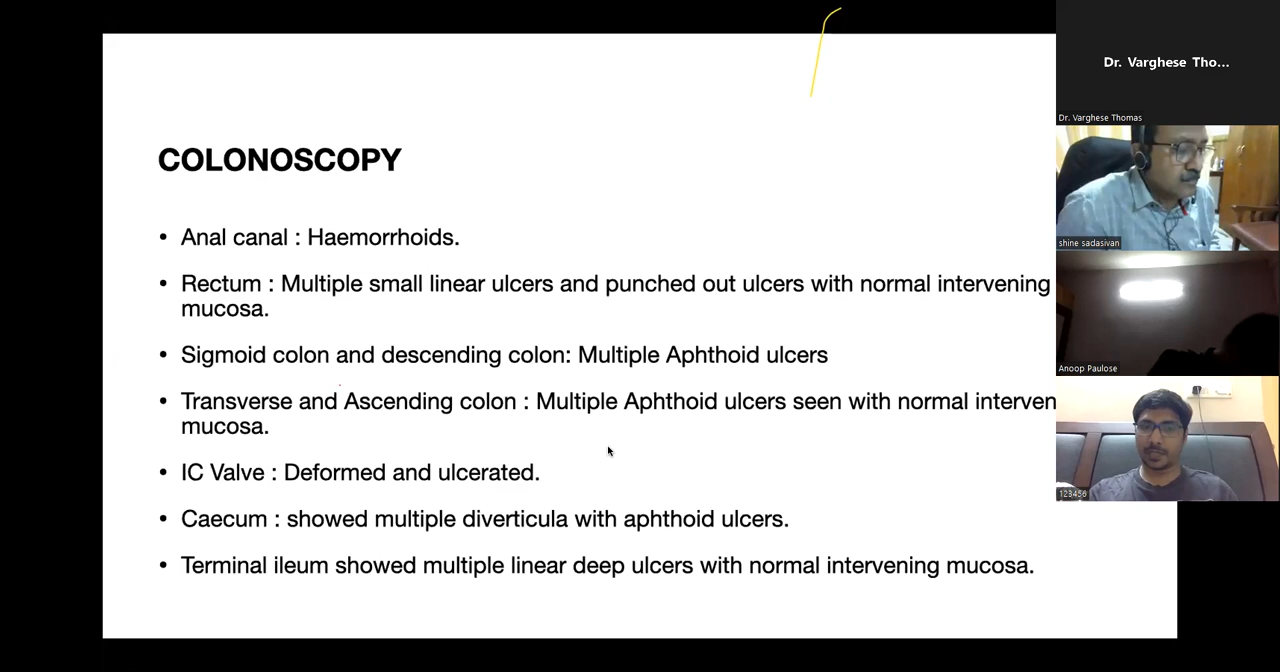 Dr. Varghese Tho...
Dr. Varghese Thomas
COLONOSCOPY
shine sadasivan
• Anal canal : Haemorrhoids.
• Rectum : Multiple small linear ulcers and punched out ulcers with normal intervening
mucosa.
• Sigmoid colon and descending colon: Multiple Aphthoid ulcers
Anoop Paulose
• Transverse and Ascending colon : Multiple Aphthoid ulcers seen with normal interven
mucosa.
• IC Valve : Deformed and ulcerated.
123456
• Caecum : showed multiple diverticula with aphthoid ulcers.
• Terminal ileum showed multiple linear deep ulcers with normal intervening mucosa.